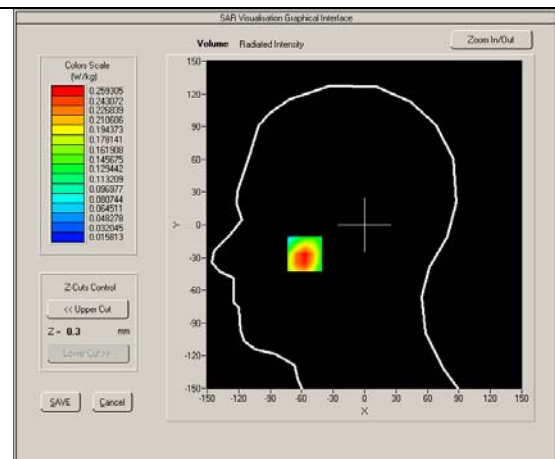 SAR Visualisation Graphical Interface
Volume Radiated Intensity
Zoom In/Out
Colors Scale
(W/kg)
0.259305
0.243072
0.226839
0.210606
0.194373
0.178141
0.161908
0.145675
0.129442
0.113209
0.096977
0.080744
0.064511
0.048278
0.032045
0.015813
Z-Cuts Control
<< Upper Cut
Z = 0.3 mm
Lower Cut >>
SAVE Cancel
150
120
90
60
30
0
-30
-60
-90
-120
-150
Y
-150 -120 -90 -60 -30 0 30 60 90 120 150
X